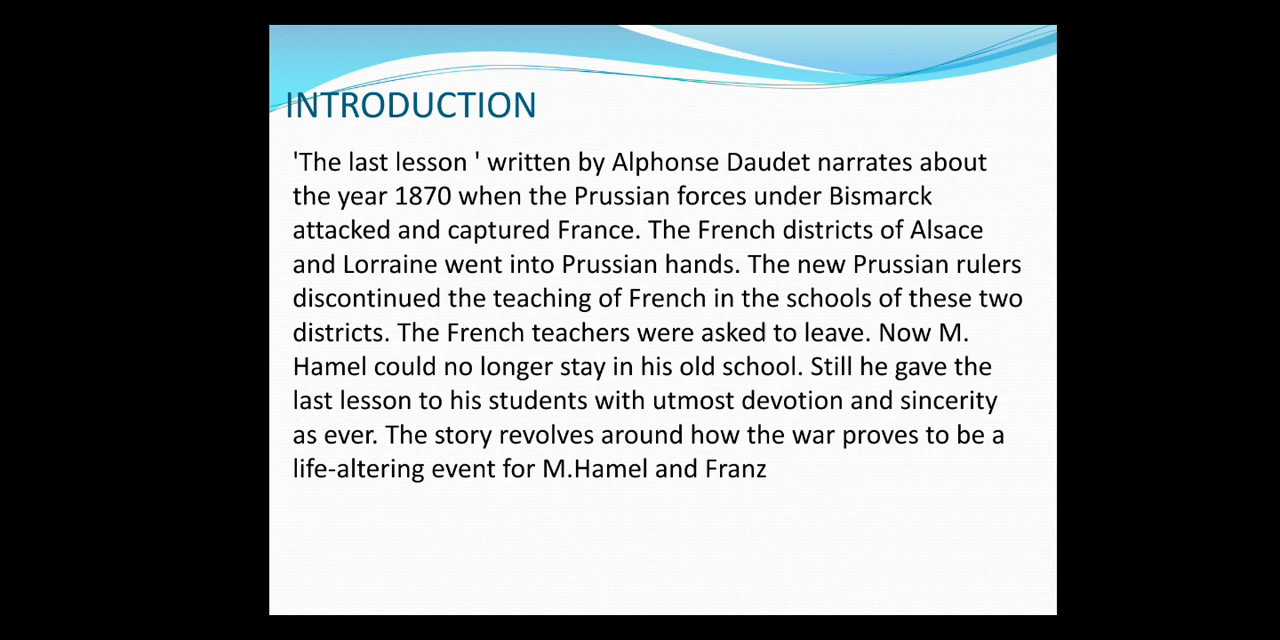 INTRODUCTION
'The last lesson ' written by Alphonse Daudet narrates about
the year 1870 when the Prussian forces under Bismarck
attacked and captured France. The French districts of Alsace
and Lorraine went into Prussian hands. The new Prussian rulers
discontinued the teaching of French in the schools of these two
districts. The French teachers were asked to leave. Now M.
Hamel could no longer stay in his old school. Still he gave the
last lesson to his students with utmost devotion and sincerity
as ever. The story revolves around how the war proves to be a
life-altering event for M.Hamel and Franz